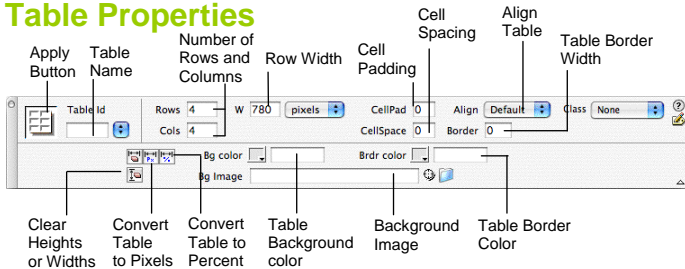 Table Properties
Apply
Button
Table
Name
Number of
Rows and
Columns
Row Width
Cell
Padding
Cell
Spacing
Align
Table
Table Border
Width
Table Id
Rows 4
W 780 pixels
CellPad 0
Align Default
Class None
Cols 4
CellSpace 0
Border 0
Px
%
Bg color
Brdr color
Bg Image
Clear
Heights
or Widths
Convert
Table
to Pixels
Convert
Table to
Percent
Table
Background
color
Background
Image
Table Border
Color